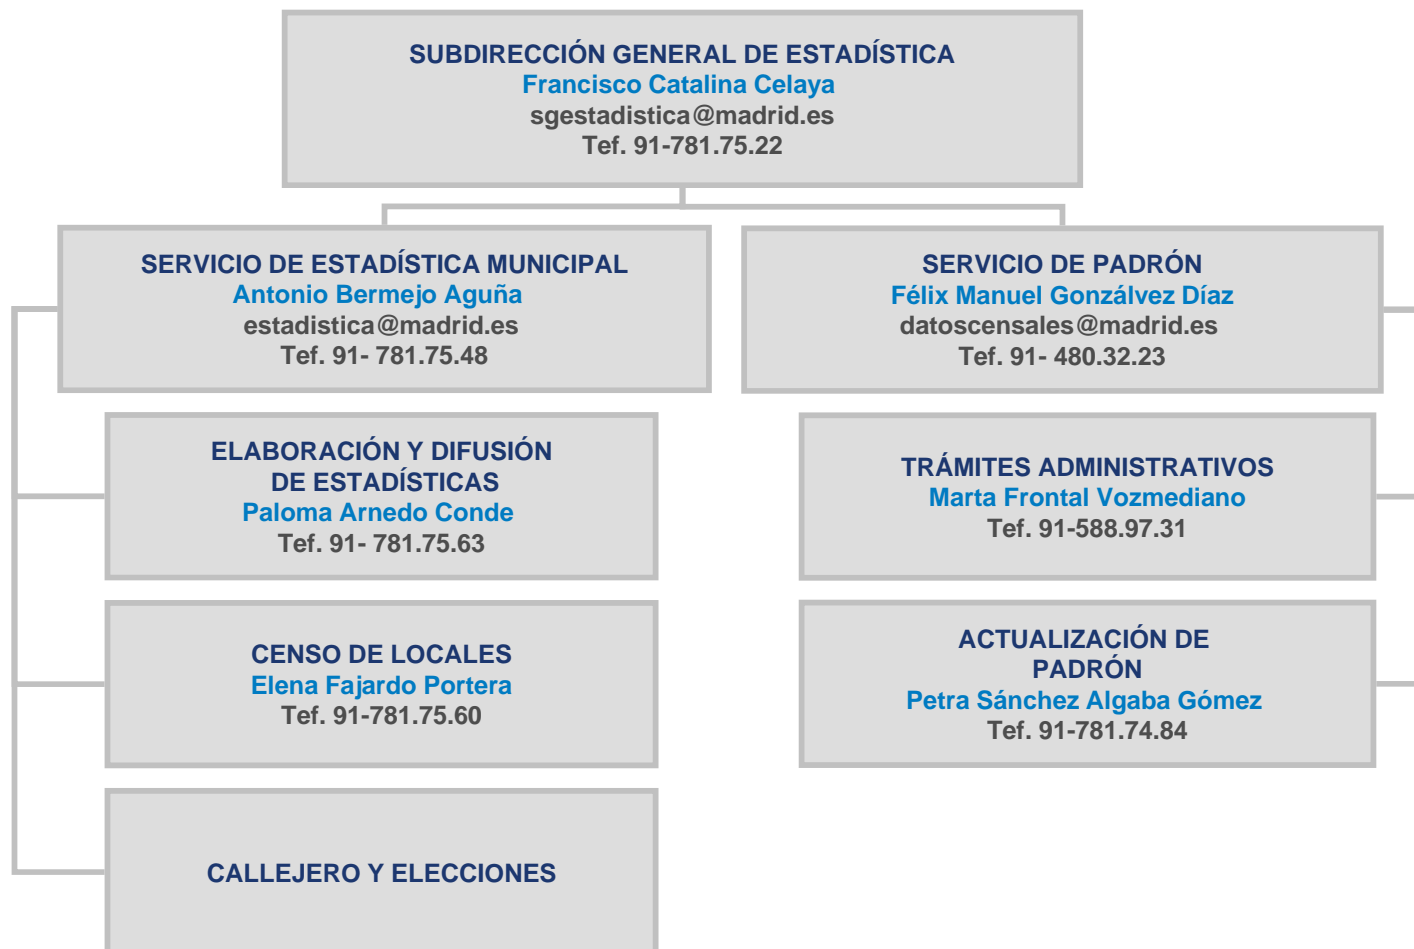 SUBDIRECCIÓN GENERAL DE ESTADÍSTICA
Francisco Catalina Celaya
sgestadistica@madrid.es
Tef. 91-781.75.22
SERVICIO DE ESTADÍSTICA MUNICIPAL
Antonio Bermejo Aguña
estadistica@madrid.es
Tef. 91- 781.75.48
SERVICIO DE PADRÓN
Félix Manuel Gonzálvez Díaz
datoscensales@madrid.es
Tef. 91- 480.32.23
ELABORACIÓN Y DIFUSIÓN
DE ESTADÍSTICAS
Paloma Arnedo Conde
Tef. 91- 781.75.63
TRÁMITES ADMINISTRATIVOS
Marta Frontal Vozmediano
Tef. 91-588.97.31
CENSO DE LOCALES
Elena Fajardo Portera
Tef. 91-781.75.60
ACTUALIZACIÓN DE
PADRÓN
Petra Sánchez Algaba Gómez
Tef. 91-781.74.84
CALLEJERO Y ELECCIONES